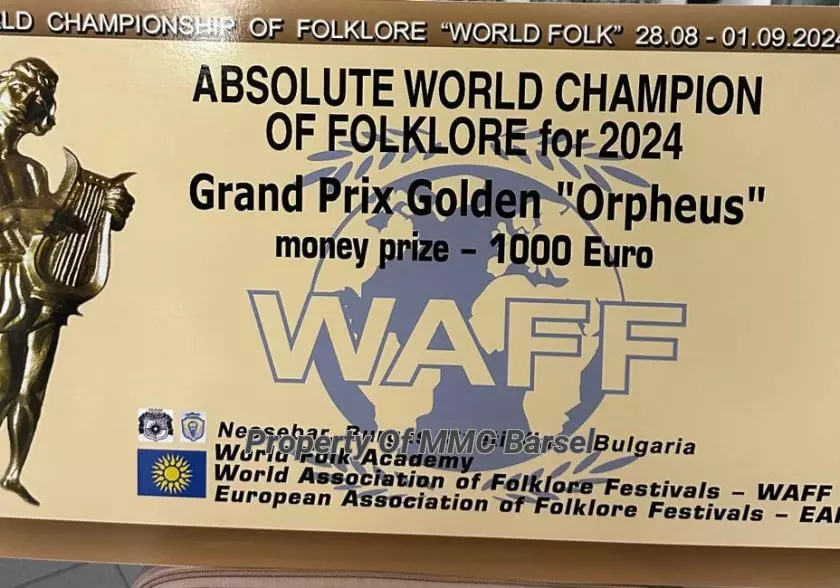 LD CHAMPIONSHIP OF FOLKLORE "WORLD FOLK" 28.08 - 01.09.2024
ABSOLUTE WORLD CHAMPION
OF FOLKLORE for 2024
Grand Prix Golden "Orpheus"
money prize – 1000 Euro
WAFF
Nessebar, Bulgaria
Property Of MMC Barsel
World Folk Academy
World Association of Folklore Festivals – WAFF
European Association of Folklore Festivals – EA